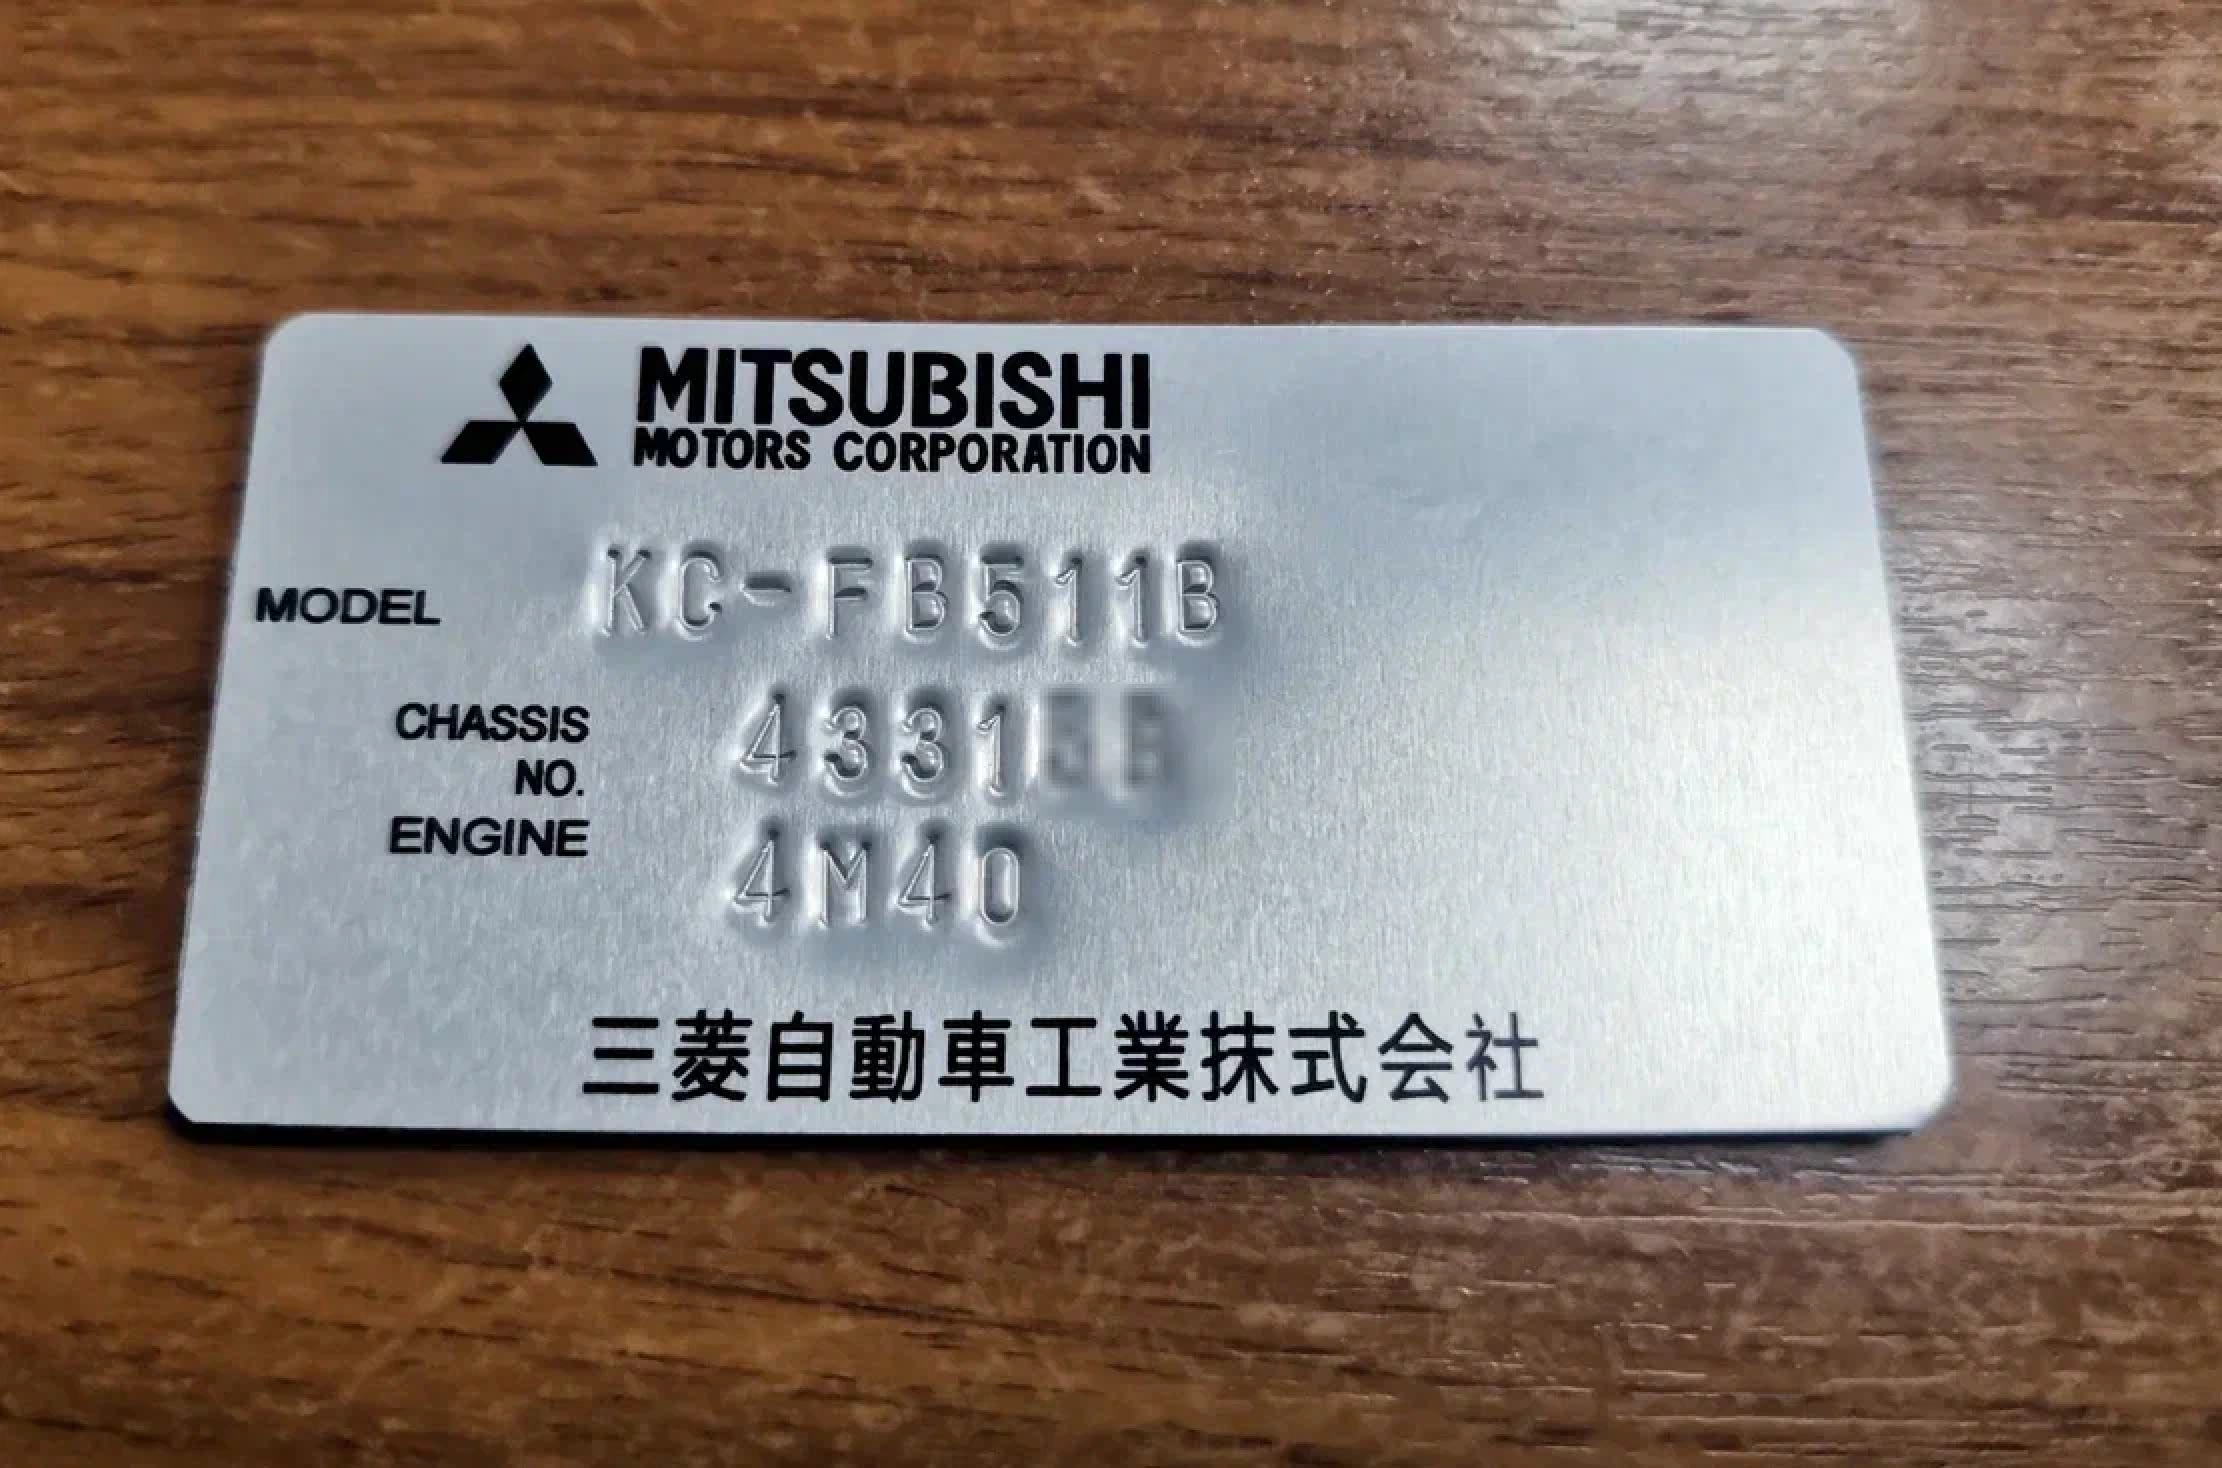 MITSUBISHI
MOTORS CORPORATION
MODEL KC-FB511B
CHASSIS NO. 4331
ENGINE 4M40
三菱自動車工業抹式会社